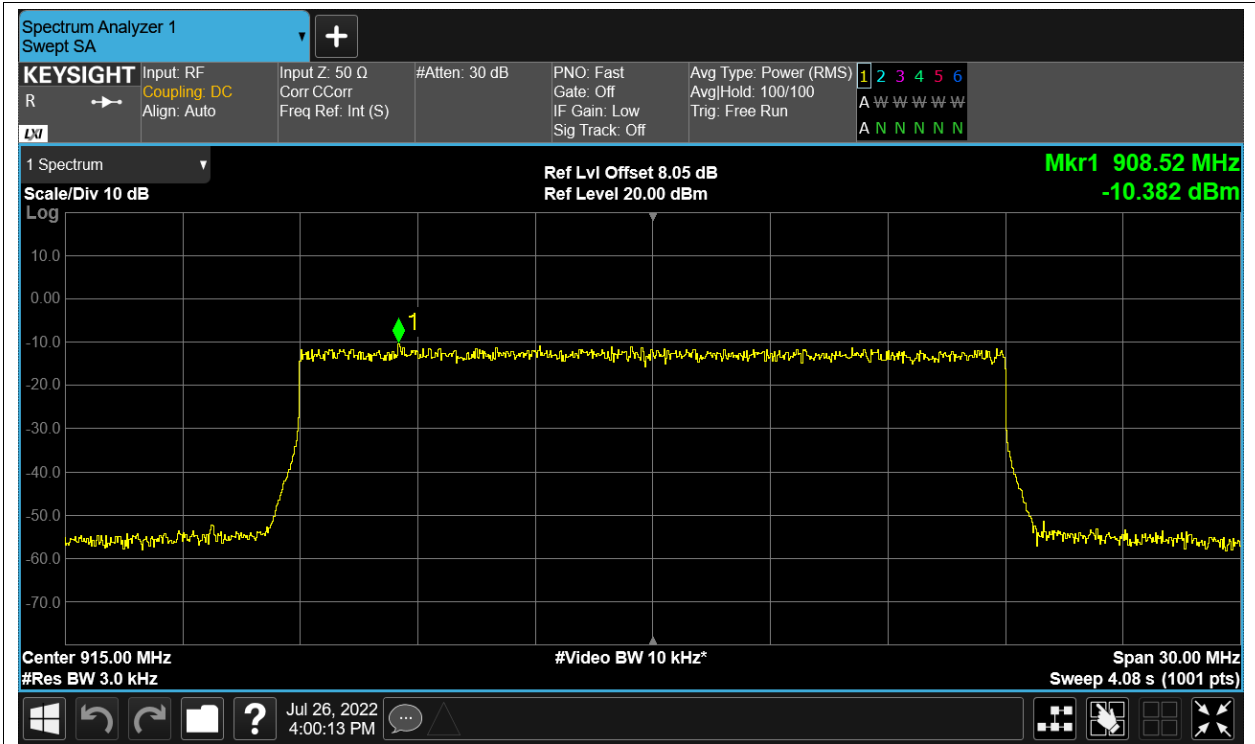 Spectrum Analyzer 1
Swept SA
KEYSIGHT
R
LXI
Input: RF
Coupling: DC
Align: Auto
Input Z: 50 Ω
Corr CCorr
Freq Ref: Int (S)
#Atten: 30 dB
PNO: Fast
Gate: Off
IF Gain: Low
Sig Track: Off
Avg Type: Power (RMS)
Avg|Hold: 100/100
Trig: Free Run
1 2 3 4 5 6
A W W W W W
A N N N N N
1 Spectrum
Scale/Div 10 dB
Log
Ref Lvl Offset 8.05 dB
Ref Level 20.00 dBm
Mkr1 908.52 MHz
-10.382 dBm
10.0
0.00
1
-10.0
-20.0
-30.0
-40.0
-50.0
-60.0
-70.0
Center 915.00 MHz
#Res BW 3.0 kHz
#Video BW 10 kHz*
Span 30.00 MHz
Sweep 4.08 s (1001 pts)
?
Jul 26, 2022
4:00:13 PM